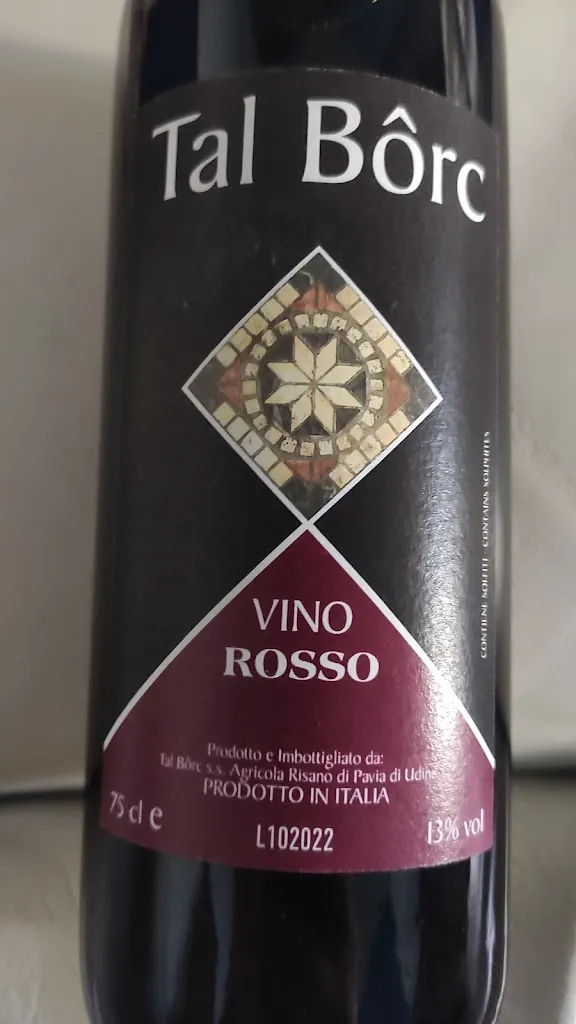 Tal Bôrc
VINO
ROSSO
Prodotto e Imbottigliato da:
Tal Bôrc s.s. Agricola Risano di Pavia di Udine
PRODOTTO IN ITALIA
75 cl e
L102022
13% vol
CONTIENE SOLFITI - CONTAINS SOLPHITES